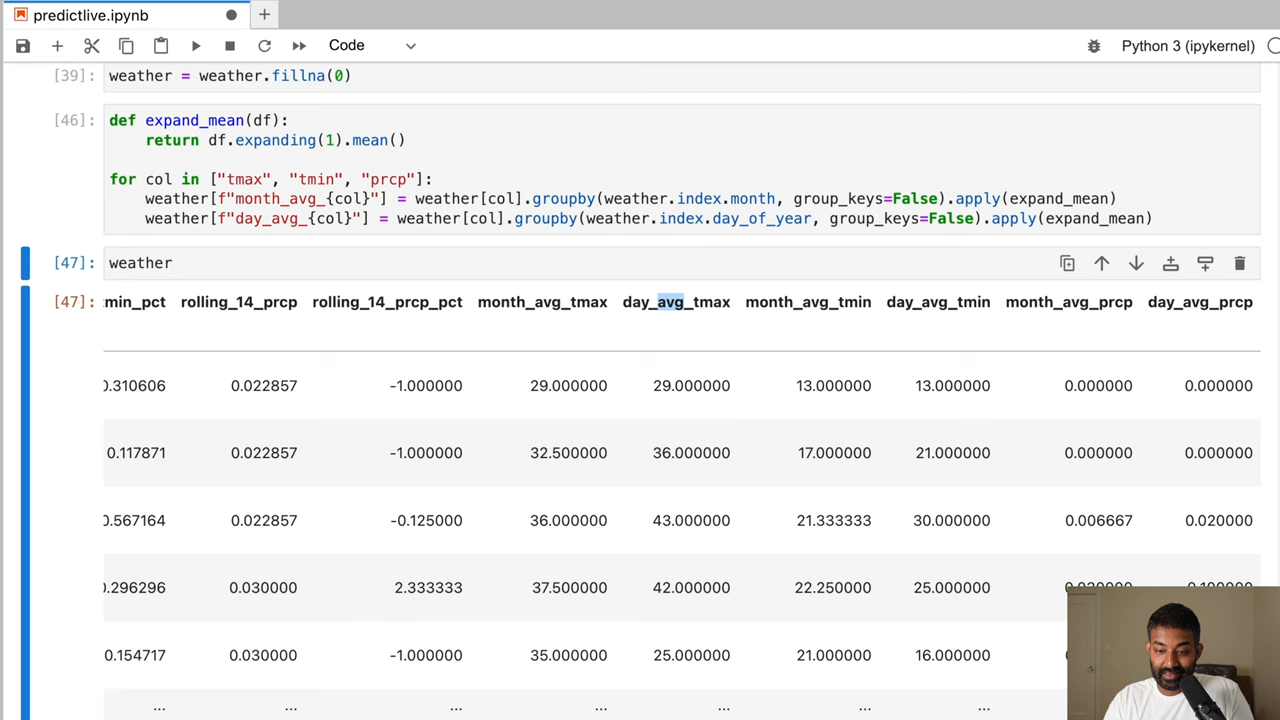 predictlive.ipynb
Code
Python 3 (ipykernel)
[39]: weather = weather.fillna(0)
[46]: def expand_mean(df):
return df.expanding(1).mean()
for col in ["tmax", "tmin", "prcp"]:
weather[f"month_avg_{col}"] = weather[col].groupby(weather.index.month, group_keys=False).apply(expand_mean)
weather[f"day_avg_{col}"] = weather[col].groupby(weather.index.day_of_year, group_keys=False).apply(expand_mean)
[47]: weather
[47]: min_pct rolling_14_prcp rolling_14_prcp_pct month_avg_tmax day_avg_tmax month_avg_tmin day_avg_tmin month_avg_prcp day_avg_prcp
0.310606 0.022857 -1.000000 29.000000 29.000000 13.000000 13.000000 0.000000 0.000000
0.117871 0.022857 -1.000000 32.500000 36.000000 17.000000 21.000000 0.000000 0.000000
0.567164 0.022857 -0.125000 36.000000 43.000000 21.333333 30.000000 0.006667 0.020000
0.296296 0.030000 2.333333 37.500000 42.000000 22.250000 25.000000
0.154717 0.030000 -1.000000 35.000000 25.000000 21.000000 16.000000
... ... ... ... ... ... ...